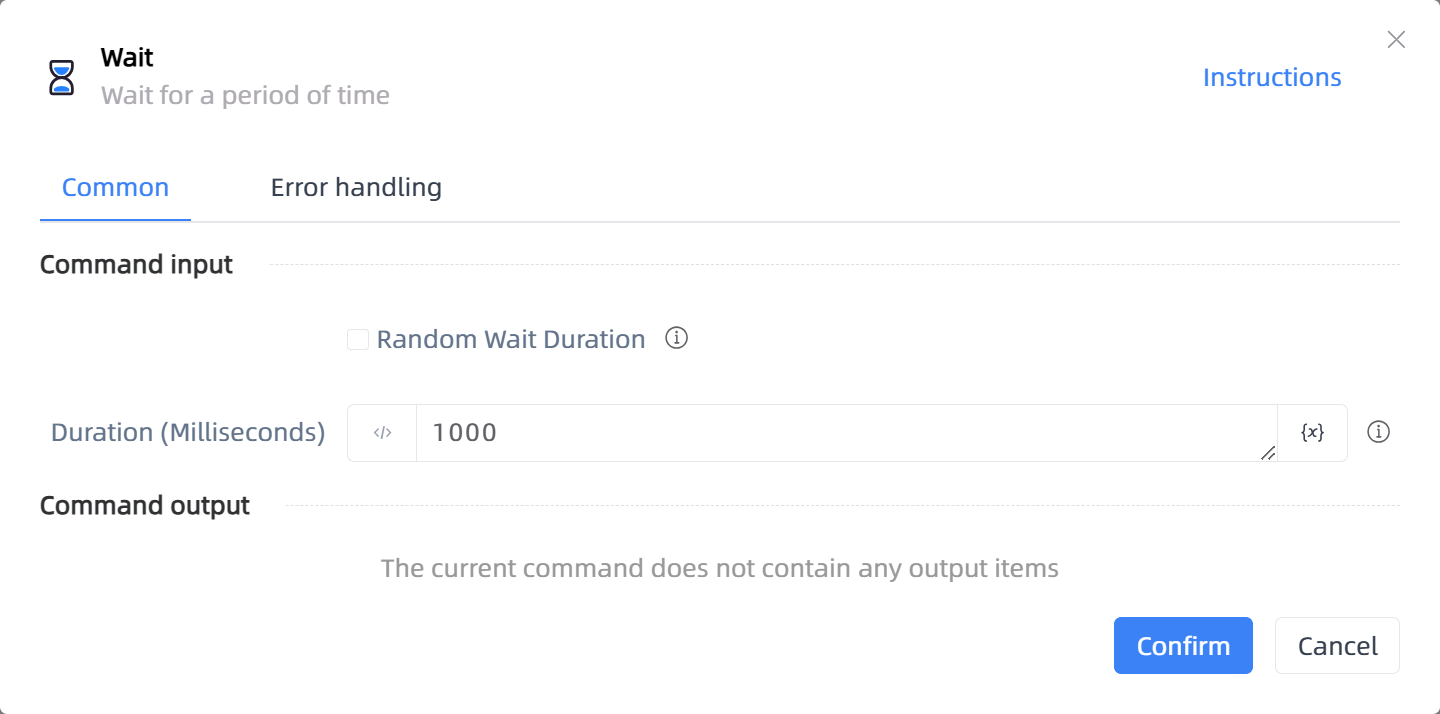 Wait
Wait for a period of time
Instructions
Common
Error handling
Command input
Random Wait Duration
Duration (Milliseconds)
</>
1000
{x}
Command output
The current command does not contain any output items
Confirm
Cancel